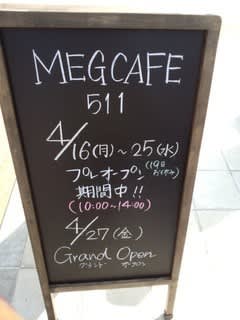 MEGCAFE
511
4/16(月)～25(水)
プレオープン(19日お休み)
期間中!!
(10:00～14:00)
4/27(金)
Grand Open
グランド オープン